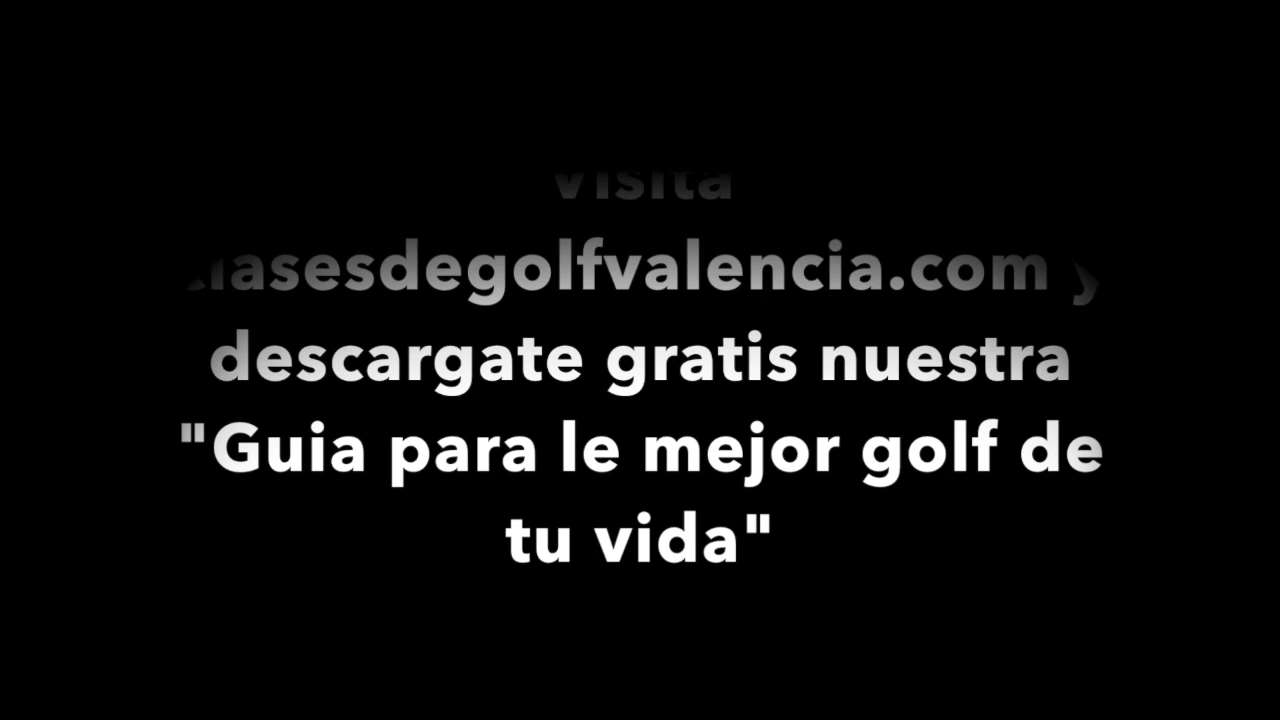 Visita
clasesdegolfvalencia.com y
descargate gratis nuestra
"Guia para le mejor golf de
tu vida"